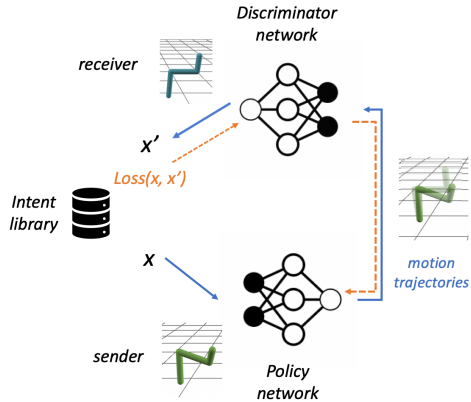 Discriminator
network
receiver
x'
Loss(x, x')
Intent
library
x
motion
trajectories
sender
Policy
network